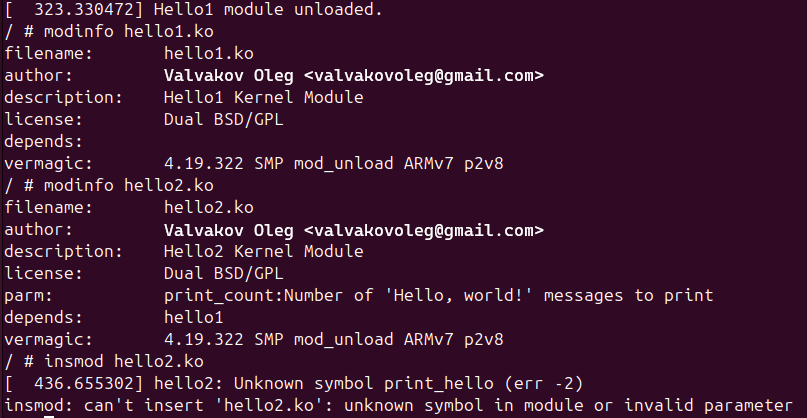 [  323.330472] Hello1 module unloaded.
/ # modinfo hello1.ko
filename:       hello1.ko
author:         Valvakov Oleg <valvakovoleg@gmail.com>
description:    Hello1 Kernel Module
license:        Dual BSD/GPL
depends:
vermagic:       4.19.322 SMP mod_unload ARMv7 p2v8
/ # modinfo hello2.ko
filename:       hello2.ko
author:         Valvakov Oleg <valvakovoleg@gmail.com>
description:    Hello2 Kernel Module
license:        Dual BSD/GPL
parm:           print_count:Number of 'Hello, world!' messages to print
depends:        hello1
vermagic:       4.19.322 SMP mod_unload ARMv7 p2v8
/ # insmod hello2.ko
[  436.655302] hello2: Unknown symbol print_hello (err -2)
insmod: can't insert 'hello2.ko': unknown symbol in module or invalid parameter